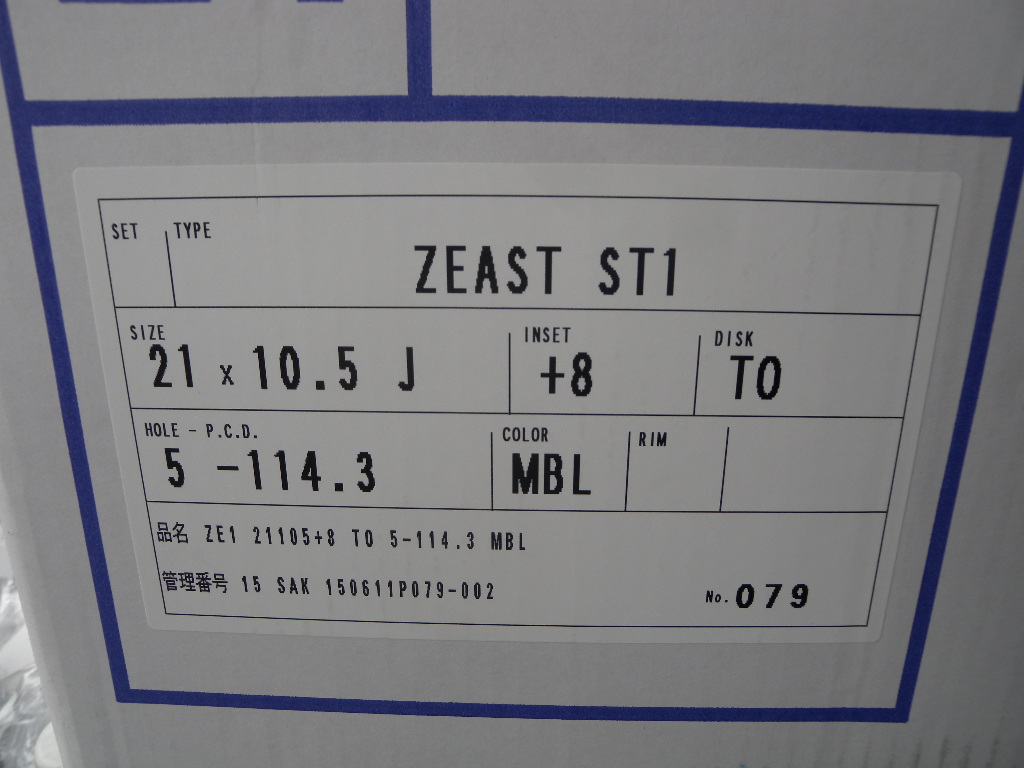 SET TYPE
ZEAST ST1
SIZE INSET DISK
21 x 10.5 J +8 TO
HOLE - P.C.D. COLOR RIM
5 -114.3 MBL
品名 ZE1 21105+8 TO 5-114.3 MBL
管理番号 15 SAK 150611P079-002
No. 079